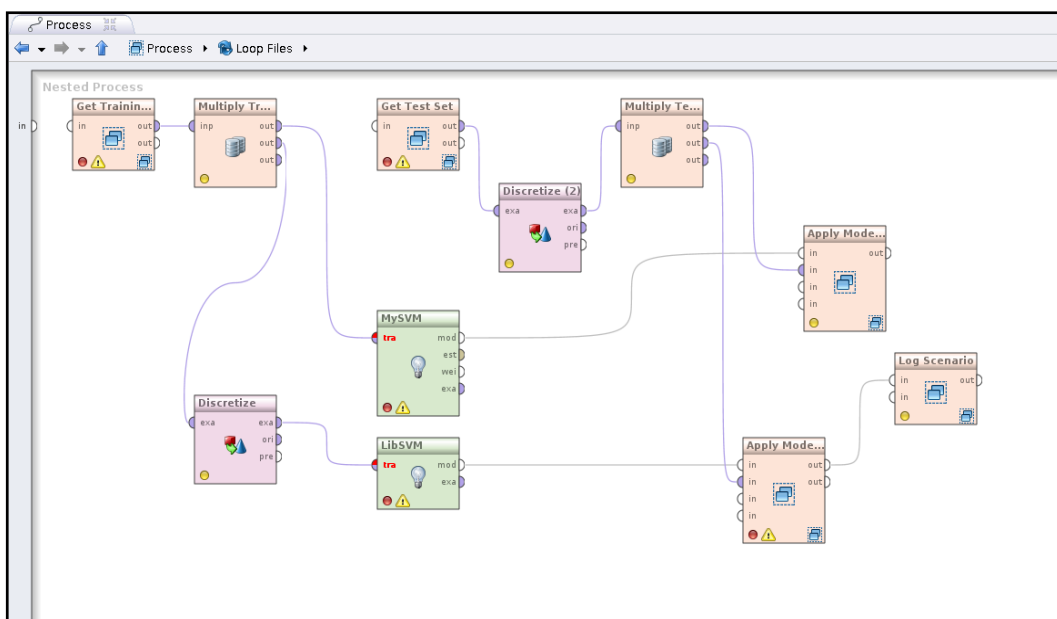 Process
Process
Loop Files
Nested Process
in
Get Trainin...
in
out
out
Multiply Tr...
inp
out
out
out
Get Test Set
in
out
out
Multiply Te...
inp
out
out
out
Discretize (2)
exa
exa
ori
pre
Apply Mode...
in
out
in
in
in
MySVM
tra
mod
est
wei
exa
Log Scenario
in
out
in
Discretize
exa
exa
ori
pre
LibSVM
tra
mod
exa
Apply Mode...
in
out
in
out
in
in